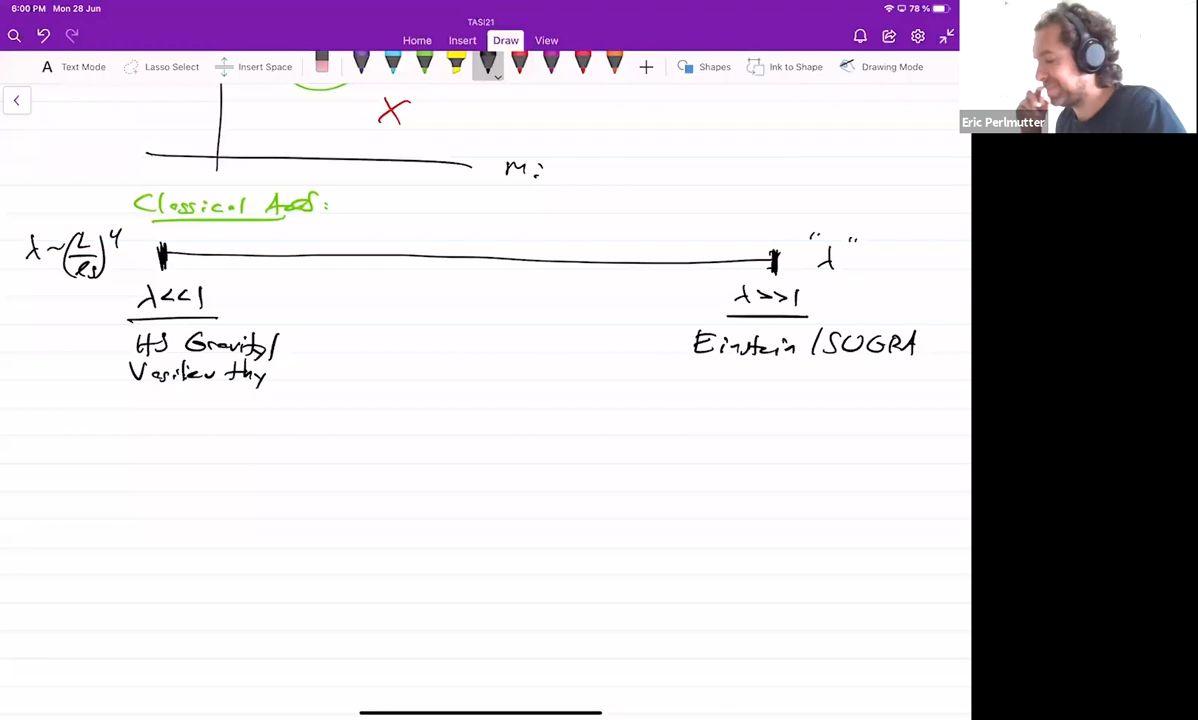 6:00 PM Mon 28 Jun
78 %
TASI21
Home Insert Draw View
A Text Mode Lasso Select Insert Space Shapes Ink to Shape Drawing Mode
Eric Perlmutter
X
m:
Classical AdS:
λ ~ (L/ls)^4
"λ"
λ<<1
λ>>1
HS Gravity/
Einstein / SUGRA
Vasiliev thy